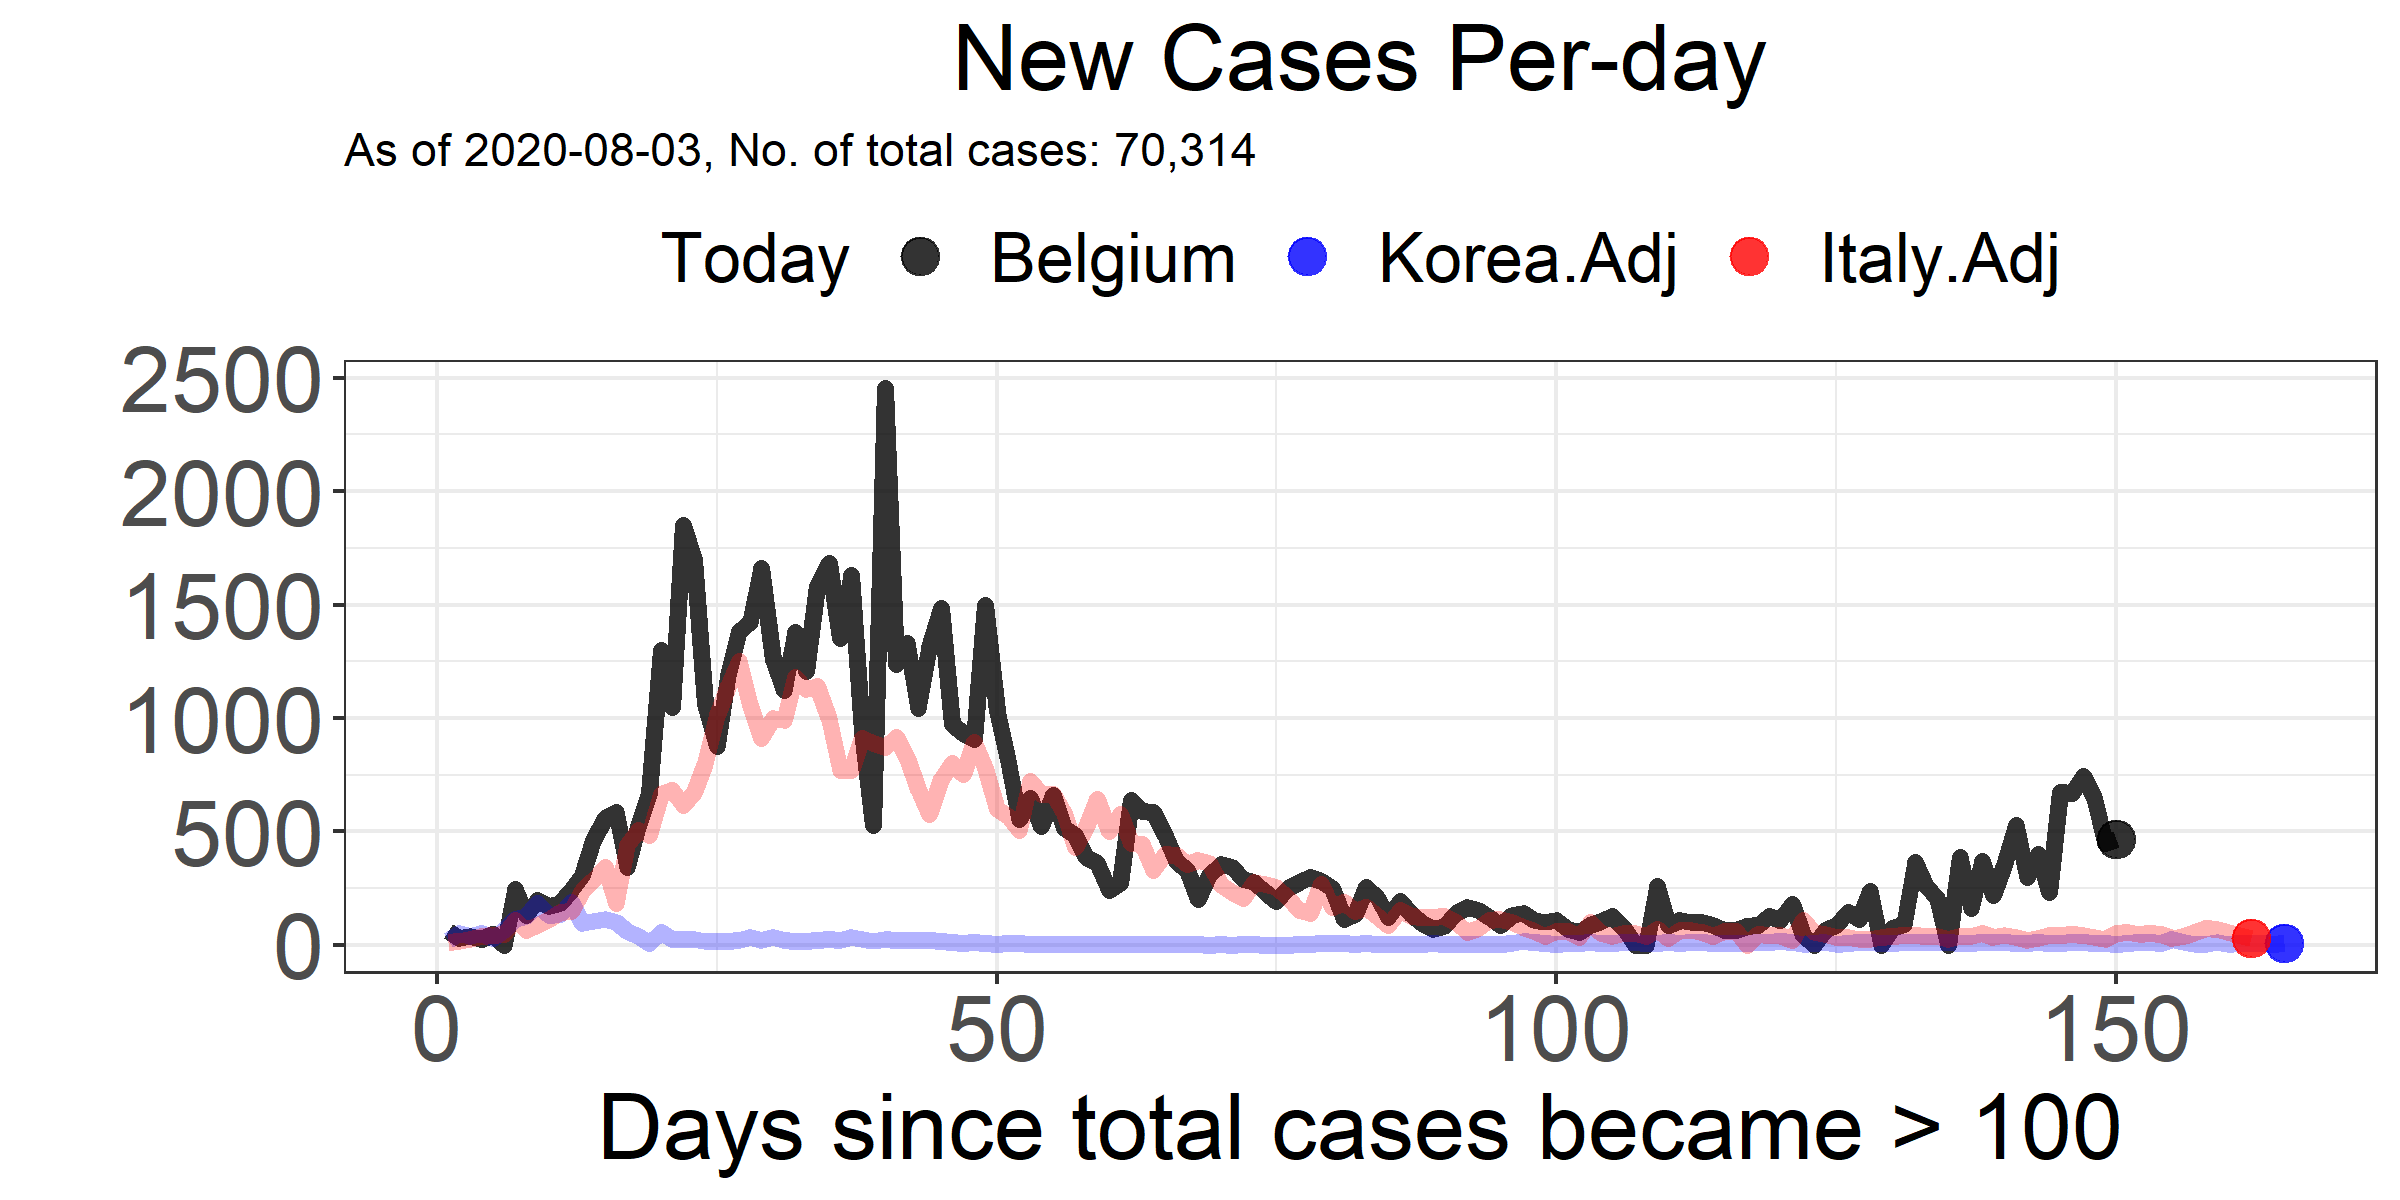 New Cases Per-day
As of 2020-08-03, No. of total cases: 70,314
Today Belgium Korea.Adj Italy.Adj
2500
2000
1500
1000
500
0
0 50 100 150
Days since total cases became > 100